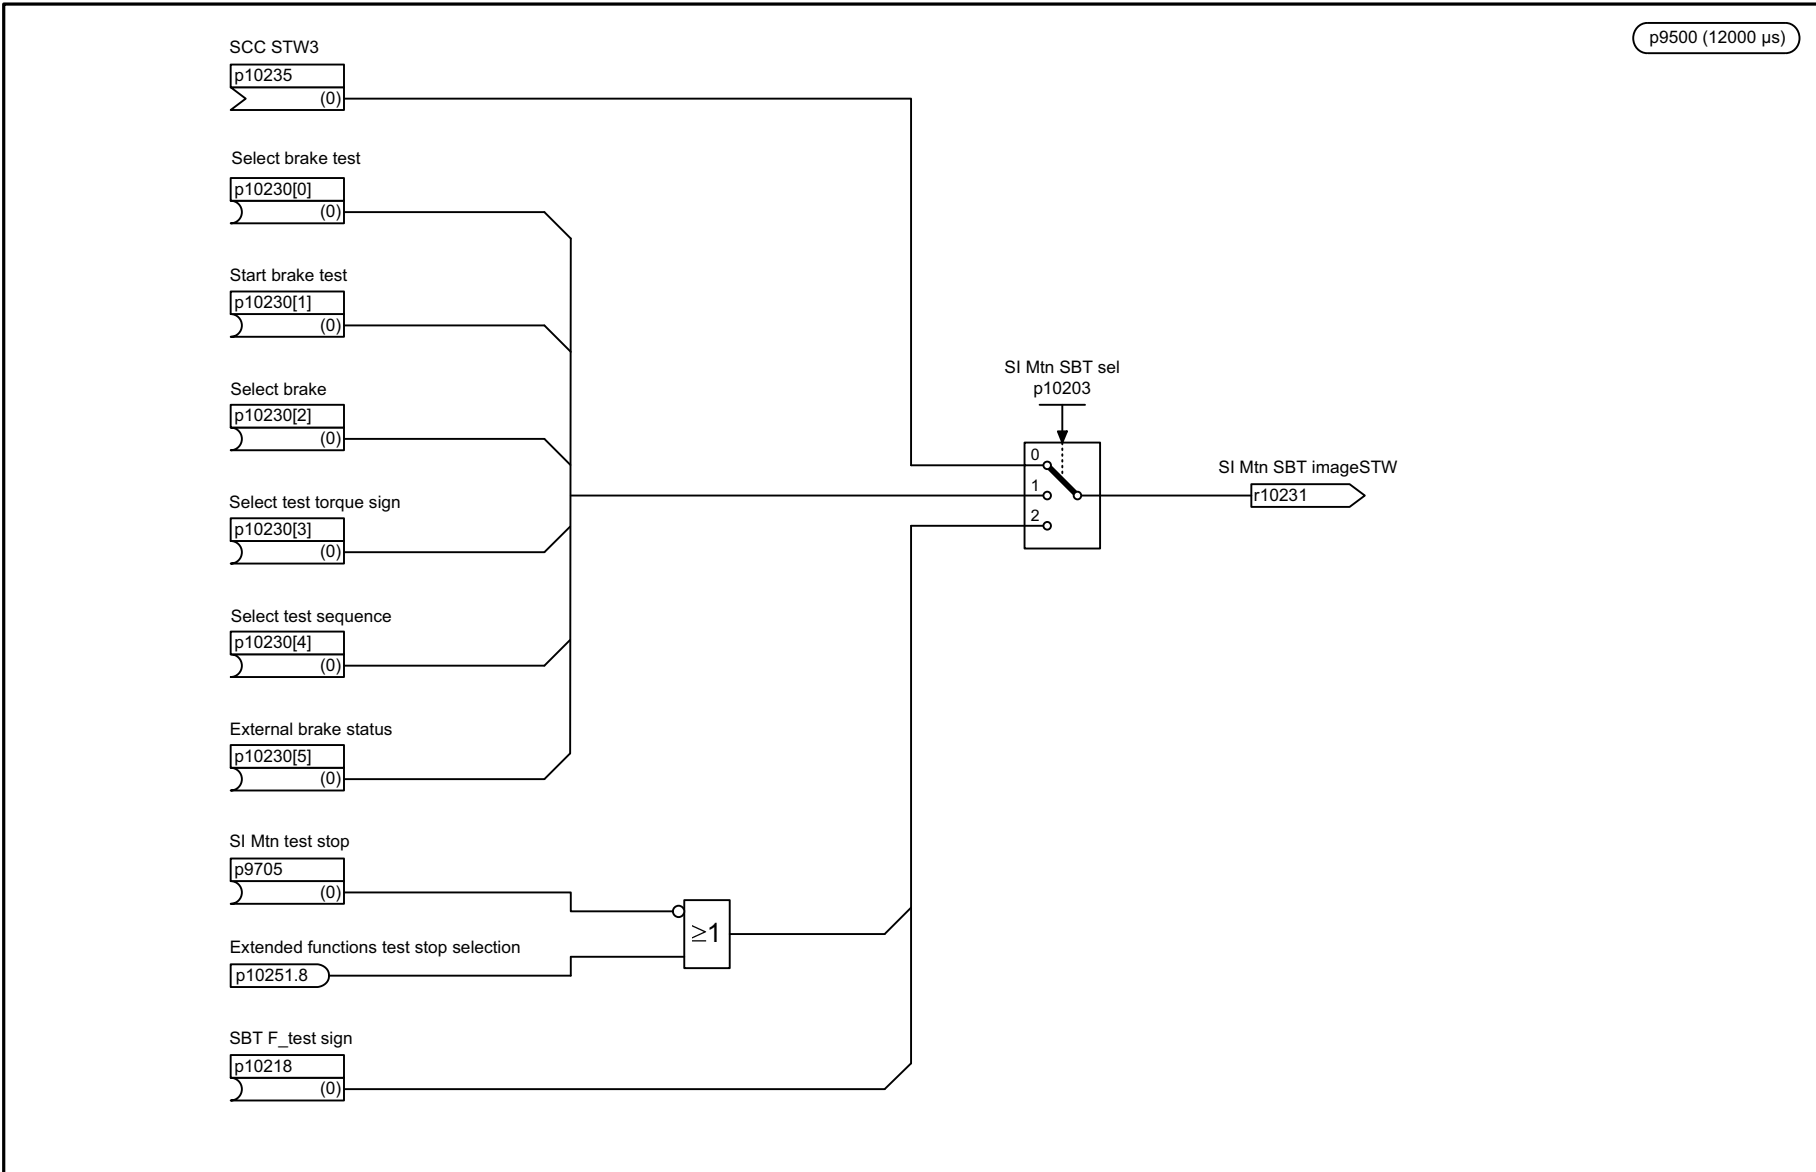 p9500 (12000 µs)
SCC STW3
p10235
(0)
Select brake test
p10230[0]
(0)
Start brake test
p10230[1]
(0)
Select brake
p10230[2]
(0)
Select test torque sign
p10230[3]
(0)
Select test sequence
p10230[4]
(0)
External brake status
p10230[5]
(0)
SI Mtn test stop
p9705
(0)
Extended functions test stop selection
p10251.8
SBT F_test sign
p10218
(0)
≥1
SI Mtn SBT sel
p10203
0
1
2
SI Mtn SBT imageSTW
r10231